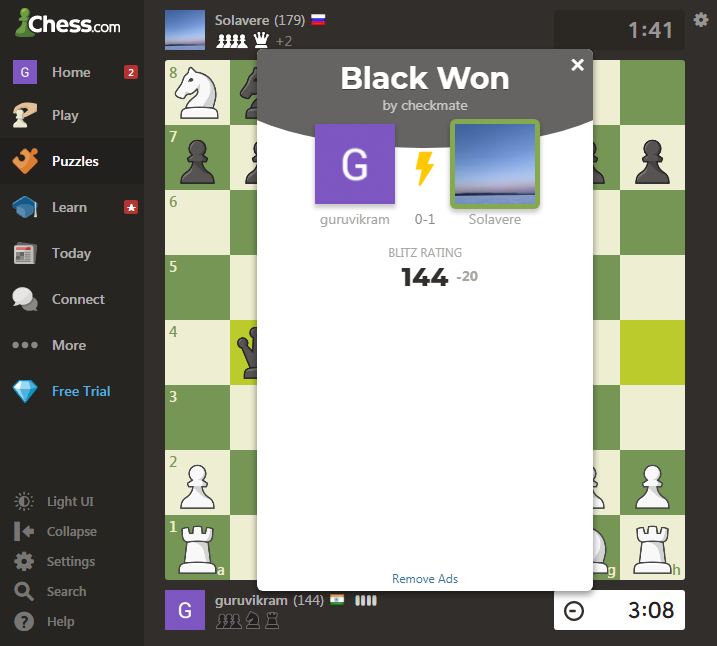 Chess.com
Solavere (179)
+2
1:41
G Home 2
Play
Puzzles
Learn
Today
Connect
More
Free Trial
Light UI
Collapse
Settings
Search
Help
8
7
6
5
4
3
2
1
a
g
h
Black Won
by checkmate
G
guruvikram 0-1 Solavere
BLITZ RATING
144 -20
Remove Ads
G
guruvikram (144)
3:08